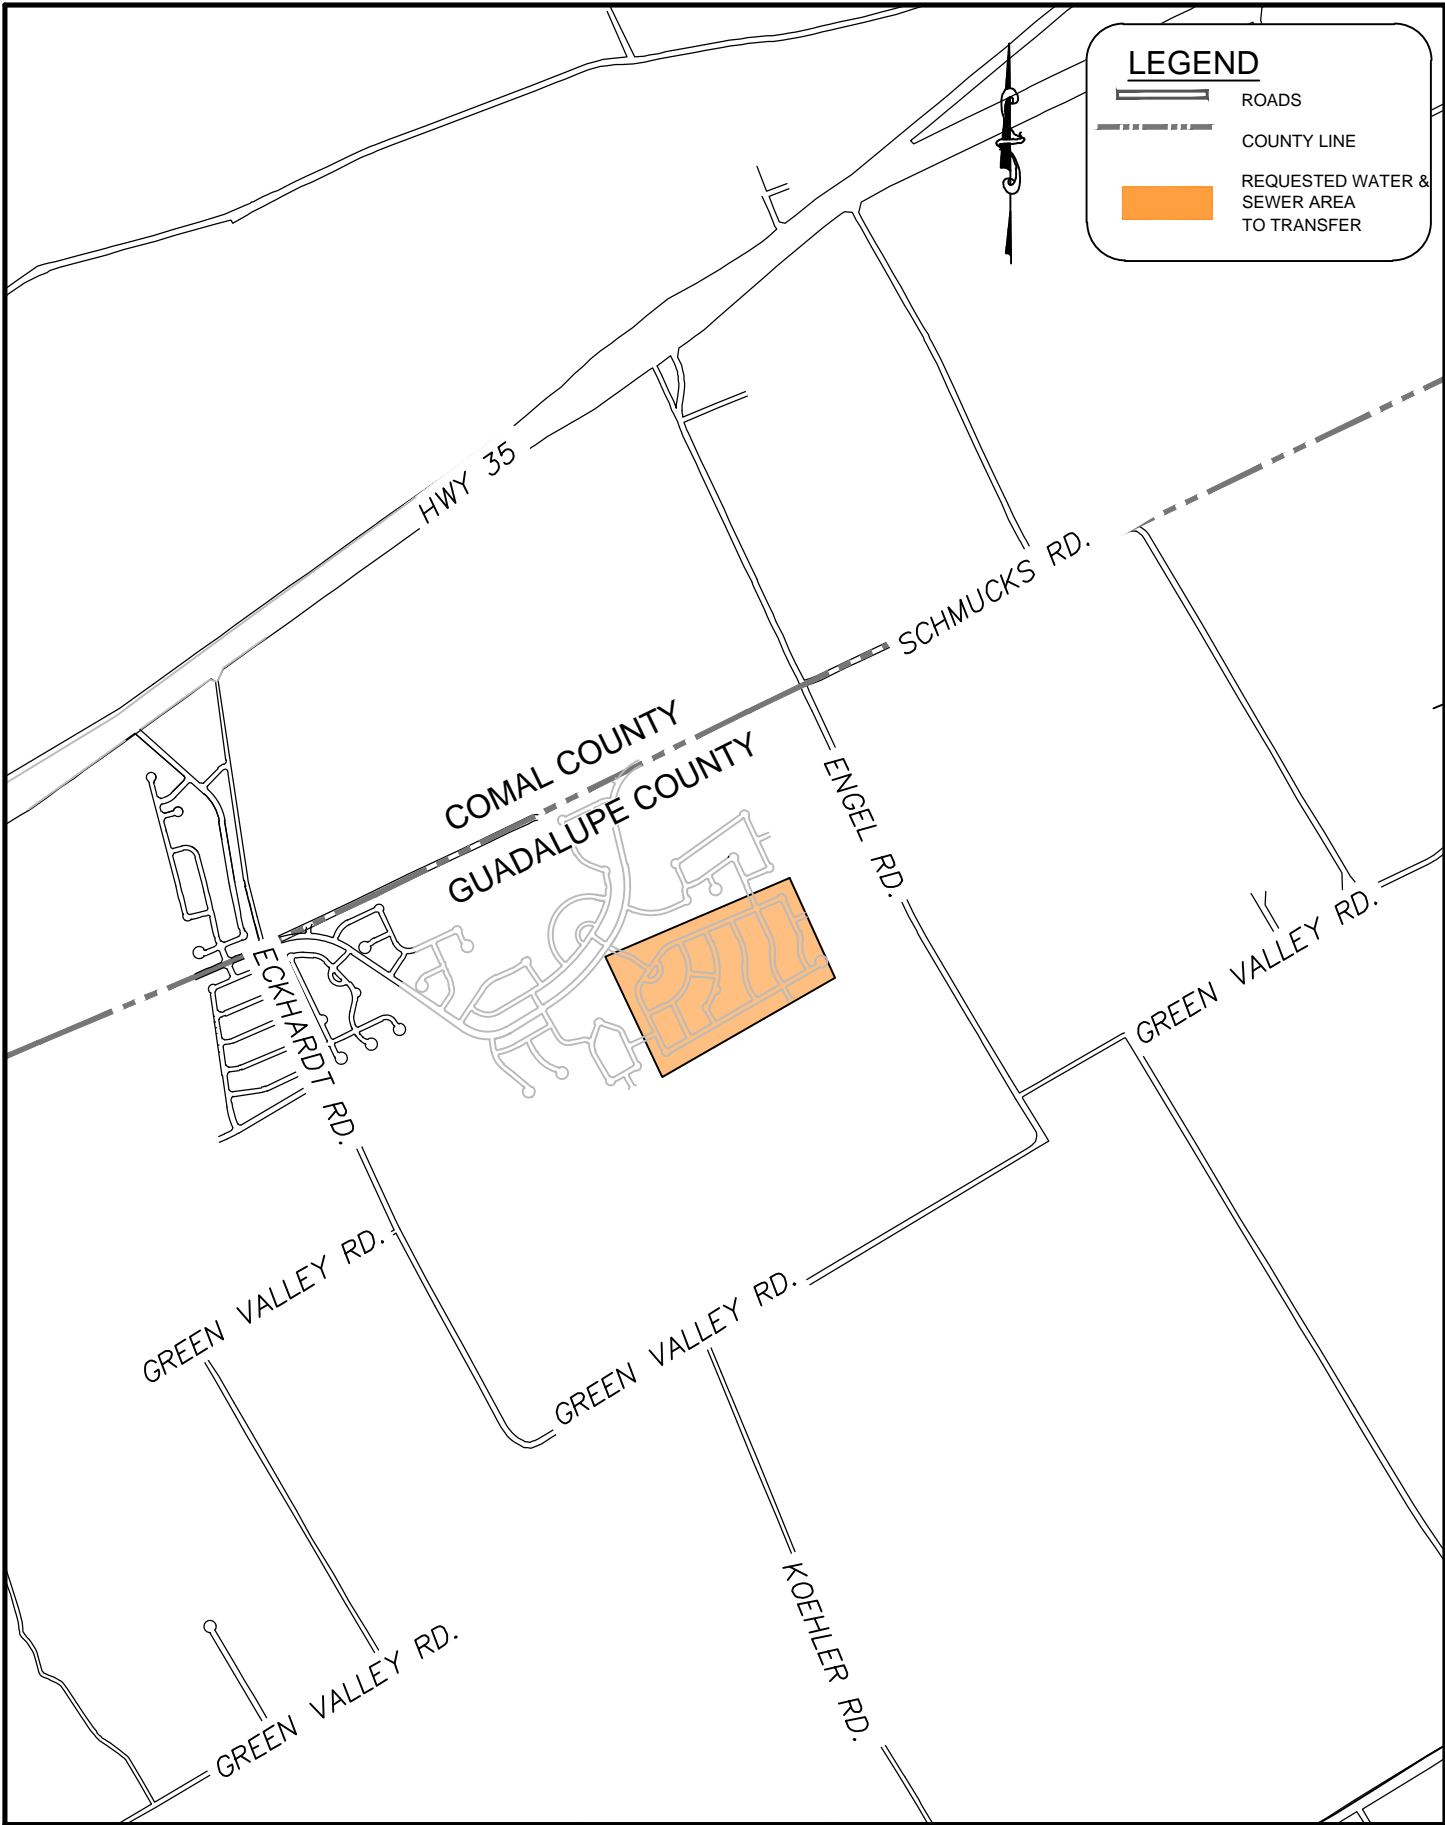 LEGEND
ROADS
COUNTY LINE
REQUESTED WATER &
SEWER AREA
TO TRANSFER
HWY 35
SCHMUCKS RD.
COMAL COUNTY
GUADALUPE COUNTY
ENGEL RD.
ECKHARDT RD.
GREEN VALLEY RD.
GREEN VALLEY RD.
GREEN VALLEY RD.
KOEHLER RD.
GREEN VALLEY RD.